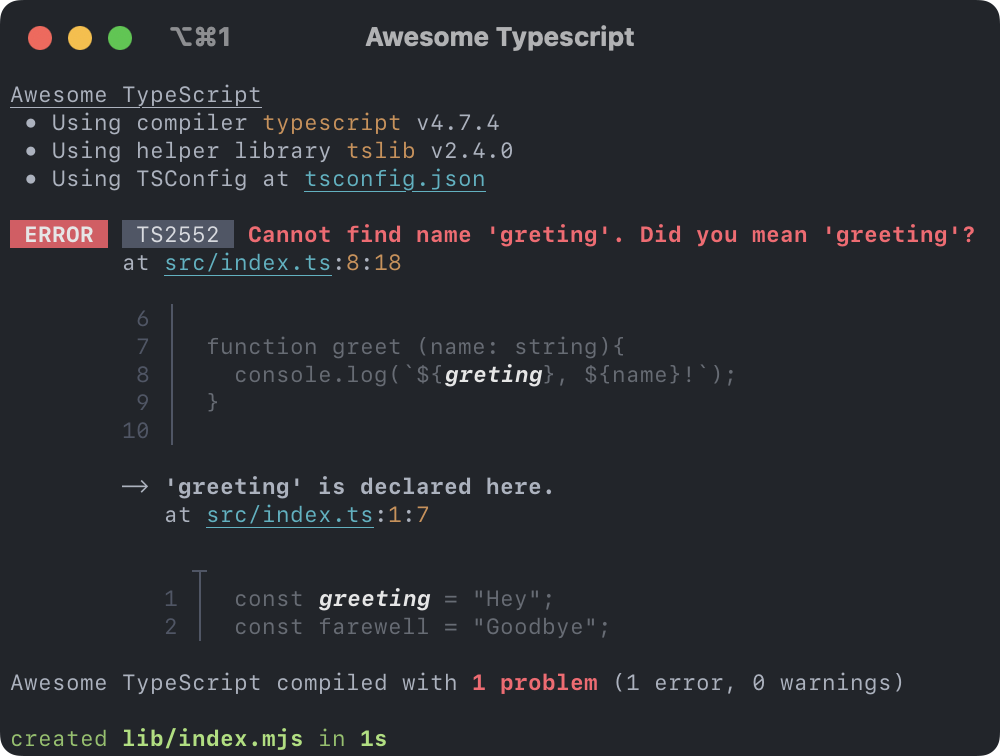 ⌥⌘1 Awesome Typescript
Awesome TypeScript
• Using compiler typescript v4.7.4
• Using helper library tslib v2.4.0
• Using TSConfig at tsconfig.json
ERROR TS2552 Cannot find name 'greting'. Did you mean 'greeting'?
at src/index.ts:8:18
6
7 function greet (name: string){
8 console.log(`${greting}, ${name}!`);
9 }
10
→ 'greeting' is declared here.
at src/index.ts:1:7
1 const greeting = "Hey";
2 const farewell = "Goodbye";
Awesome TypeScript compiled with 1 problem (1 error, 0 warnings)
created lib/index.mjs in 1s